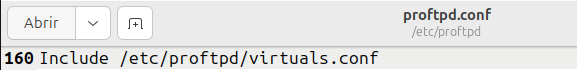 Abrir
proftpd.conf
/etc/proftpd
160 Include /etc/proftpd/virtuals.conf